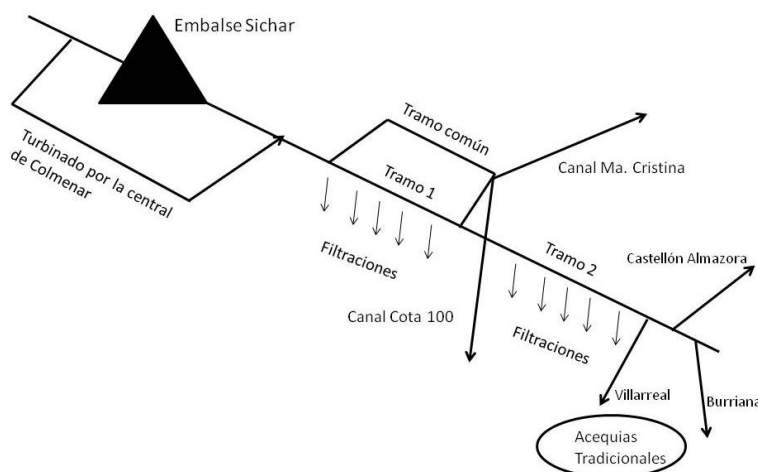 Embalse Sichar
Turbinado por la central
de Colmenar
Tramo común
Canal Ma. Cristina
Tramo 1
Filtraciones
Tramo 2
Castellón Almazora
Canal Cota 100
Filtraciones
Villarreal
Burriana
Acequias
Tradicionales